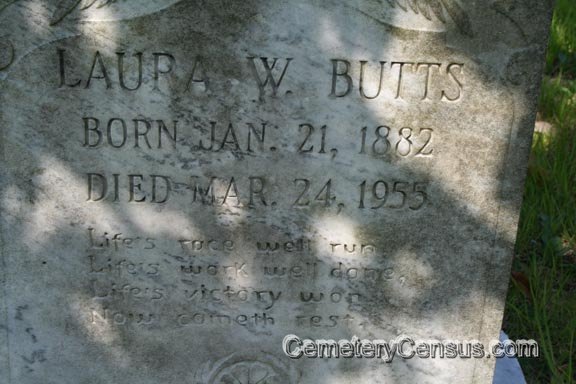 LAURA W. BUTTS
BORN JAN. 21, 1882
DIED MAR. 24, 1955
Life's race well run
Life's work well done,
Life's victory won
Now cometh rest.
CemeteryCensus.com